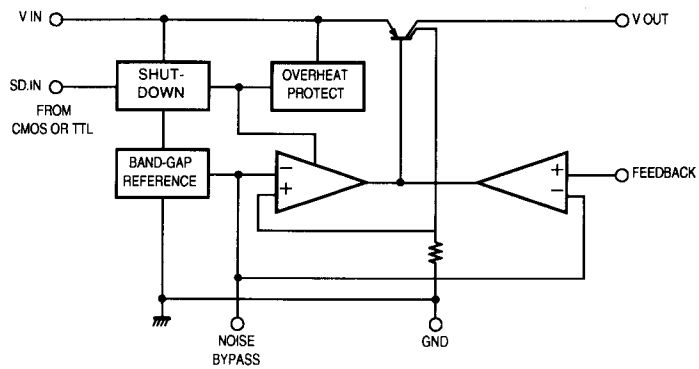 V IN
V OUT
SHUT-
DOWN
OVERHEAT
PROTECT
SD.IN
FROM
CMOS OR TTL
BAND-GAP
REFERENCE
−
+
+
−
FEEDBACK
NOISE
BYPASS
GND